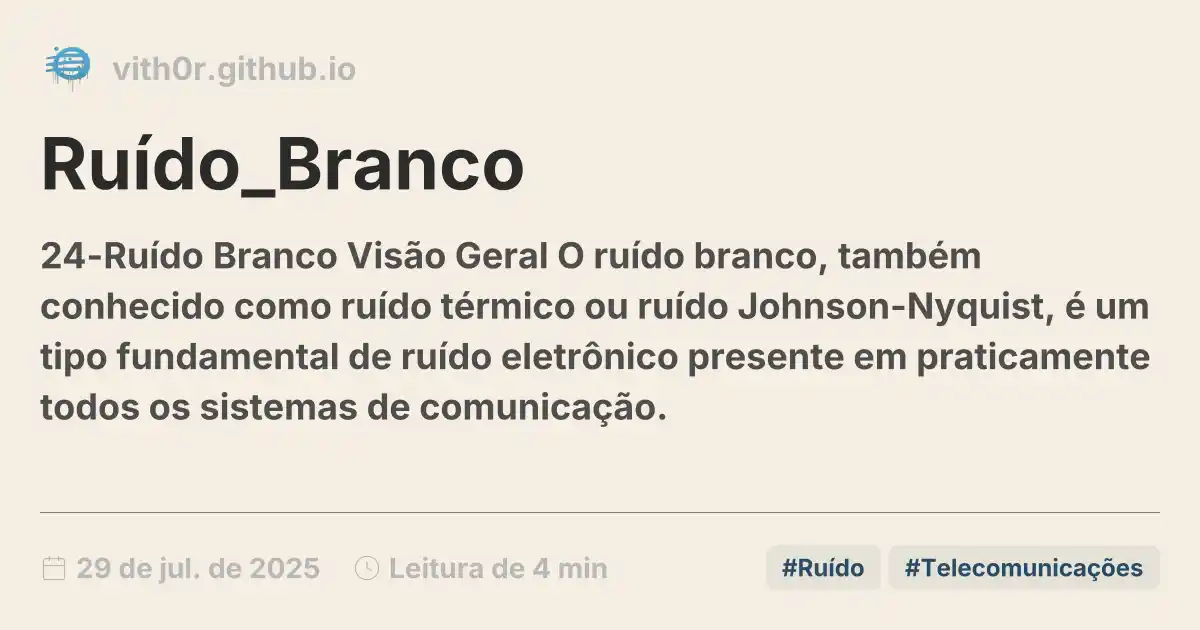 vith0r.github.io
Ruído_Branco
24-Ruído Branco Visão Geral O ruído branco, também
conhecido como ruído térmico ou ruído Johnson-Nyquist, é um
tipo fundamental de ruído eletrônico presente em praticamente
todos os sistemas de comunicação.
29 de jul. de 2025 Leitura de 4 min #Ruído #Telecomunicações